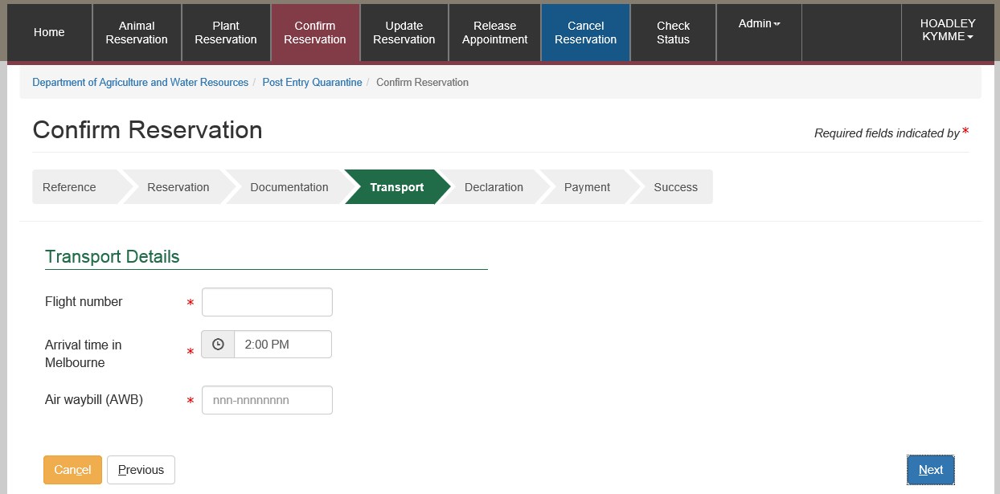 Home
Animal Reservation
Plant Reservation
Confirm Reservation
Update Reservation
Release Appointment
Cancel Reservation
Check Status
Admin
HOADLEY KYMME
Department of Agriculture and Water Resources / Post Entry Quarantine / Confirm Reservation
Confirm Reservation
Required fields indicated by *
Reference Reservation Documentation Transport Declaration Payment Success
Transport Details
Flight number *
Arrival time in
Melbourne * 2:00 PM
Air waybill (AWB) * nnn-nnnnnnnn
Cancel Previous Next